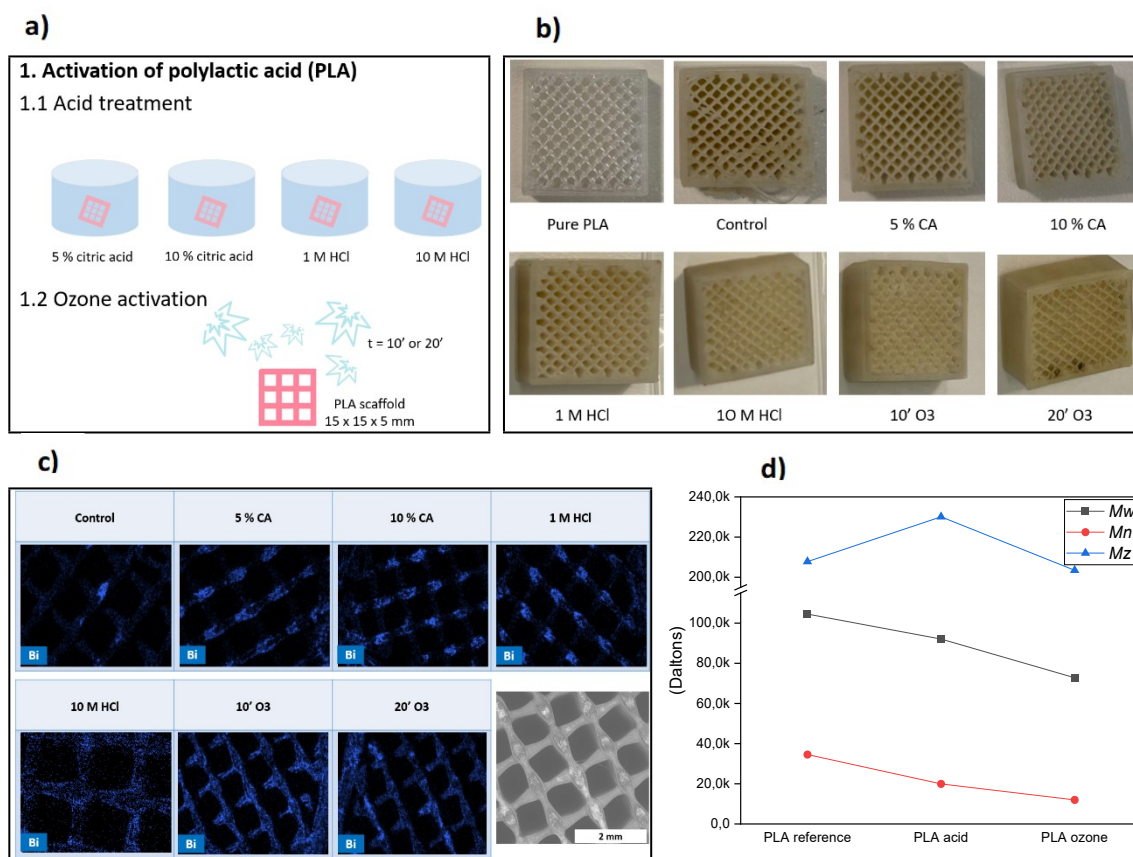 a)
1. Activation of polylactic acid (PLA)
1.1 Acid treatment
5 % citric acid
10 % citric acid
1 M HCl
10 M HCl
1.2 Ozone activation
t = 10’ or 20’
PLA scaffold
15 x 15 x 5 mm
b)
Pure PLA
Control
5 % CA
10 % CA
1 M HCl
1O M HCl
10’ O3
20’ O3
c)
Control
5 % CA
10 % CA
1 M HCl
Bi
Bi
Bi
Bi
10 M HCl
10’ O3
20’ O3
Bi
Bi
Bi
2 mm
d)
240,0k
220,0k
200,0k
100,0k
80,0k
60,0k
40,0k
20,0k
0,0
(Daltons)
Mw
Mn
Mz
PLA reference
PLA acid
PLA ozone